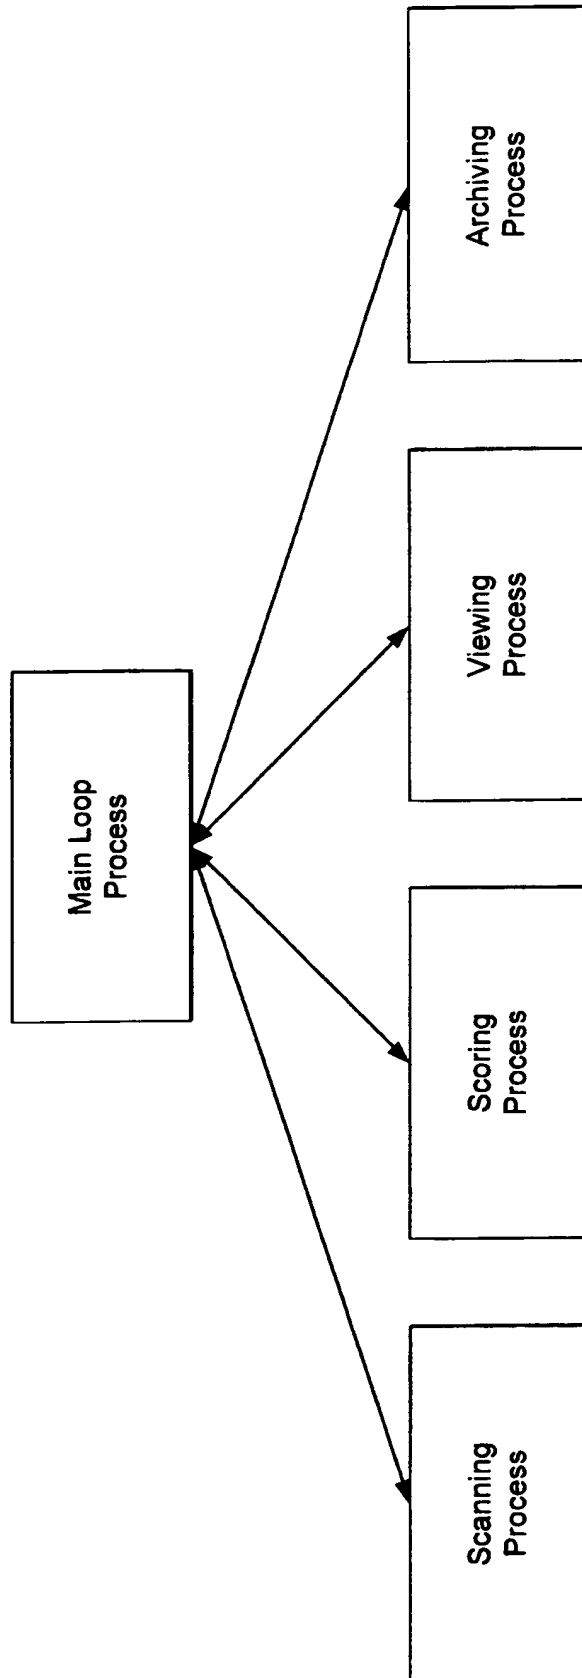 Main Loop
Process
Scanning
Process
Scoring
Process
Viewing
Process
Archiving
Process